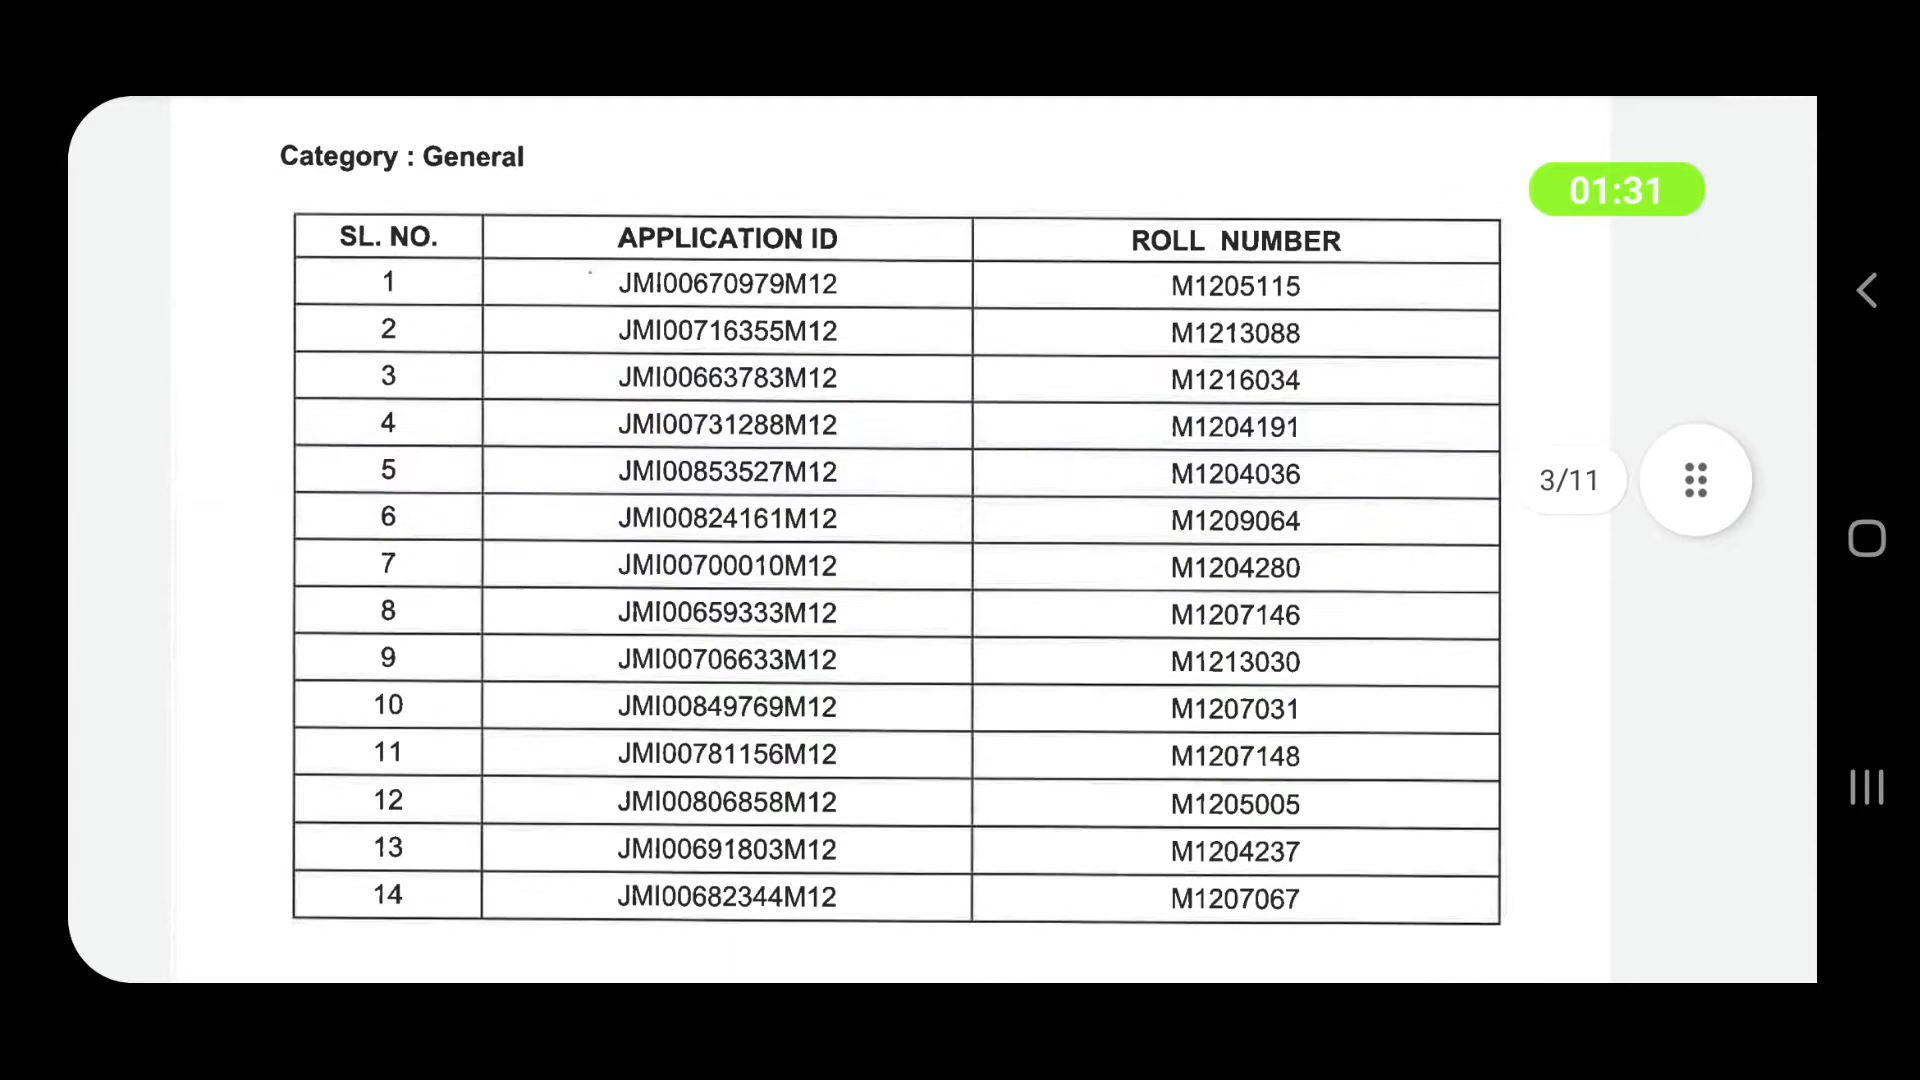 Category : General
01:31
SL. NO. APPLICATION ID ROLL NUMBER
1 JMI00670979M12 M1205115
2 JMI00716355M12 M1213088
3 JMI00663783M12 M1216034
4 JMI00731288M12 M1204191
5 JMI00853527M12 M1204036
3/11
6 JMI00824161M12 M1209064
7 JMI00700010M12 M1204280
8 JMI00659333M12 M1207146
9 JMI00706633M12 M1213030
10 JMI00849769M12 M1207031
11 JMI00781156M12 M1207148
12 JMI00806858M12 M1205005
13 JMI00691803M12 M1204237
14 JMI00682344M12 M1207067